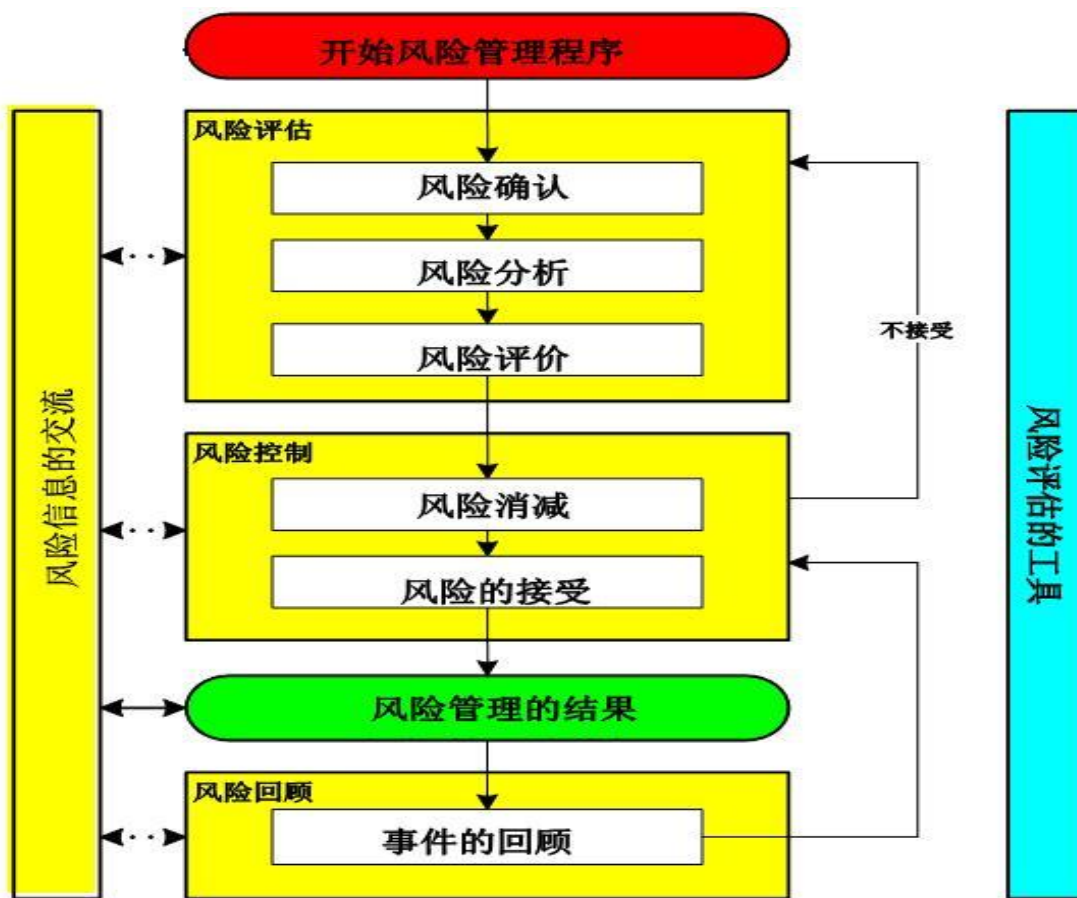 开始风险管理程序
风险评估
风险确认
风险分析
风险评价
不接受
风险控制
风险消减
风险的接受
风险管理的结果
风险回顾
事件的回顾
风险信息的交流
风险评估的工具